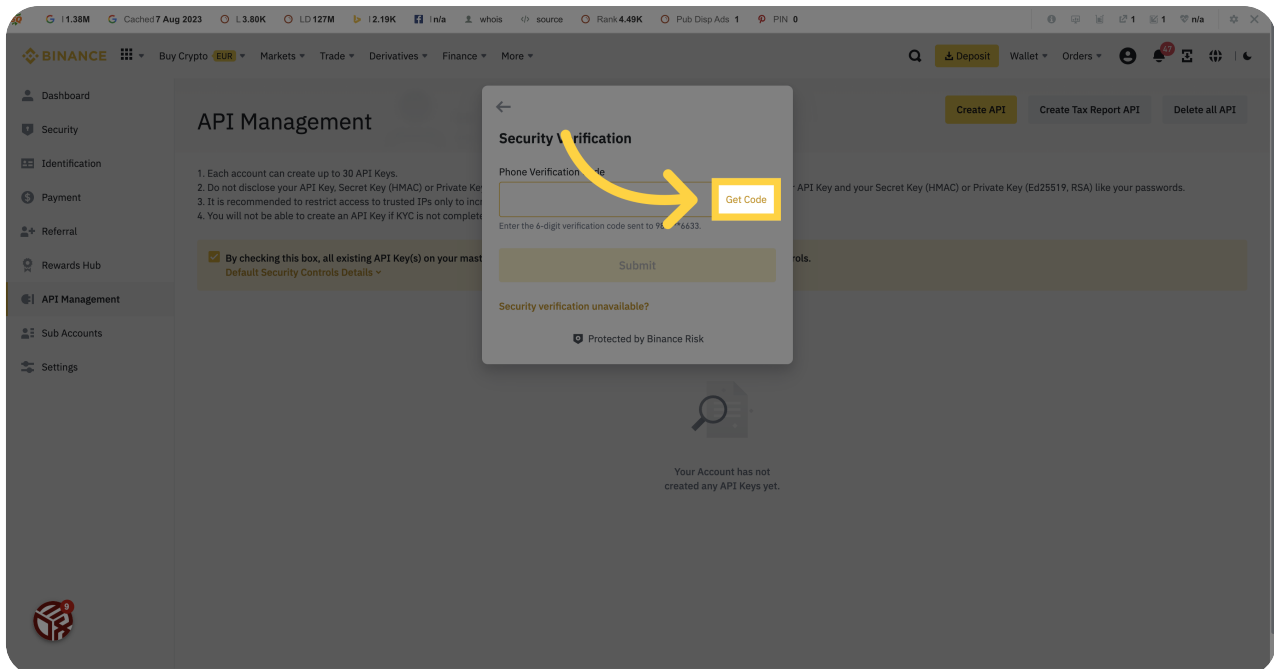 I 1.38M Cached 7 Aug 2023 L 3.80K LD 127M I 2.19K I n/a whois source Rank 4.49K Pub Disp Ads 1 PIN 0 1 1 n/a
BINANCE Buy Crypto EUR Markets Trade Derivatives Finance More Deposit Wallet Orders 47
Dashboard
Security
Identification
Payment
Referral
Rewards Hub
API Management
Sub Accounts
Settings
9
API Management
Create API Create Tax Report API Delete all API
1. Each account can create up to 30 API Keys.
2. Do not disclose your API Key, Secret Key (HMAC) or Private Ke
API Key and your Secret Key (HMAC) or Private Key (Ed25519, RSA) like your passwords.
3. It is recommended to restrict access to trusted IPs only to inc
4. You will not be able to create an API Key if KYC is not complete
By checking this box, all existing API Key(s) on your mast
rols.
Default Security Controls Details
Security Verification
Phone Verification
Get Code
Enter the 6-digit verification code sent to 98 *6633.
Submit
Security verification unavailable?
Protected by Binance Risk
Your Account has not
created any API Keys yet.